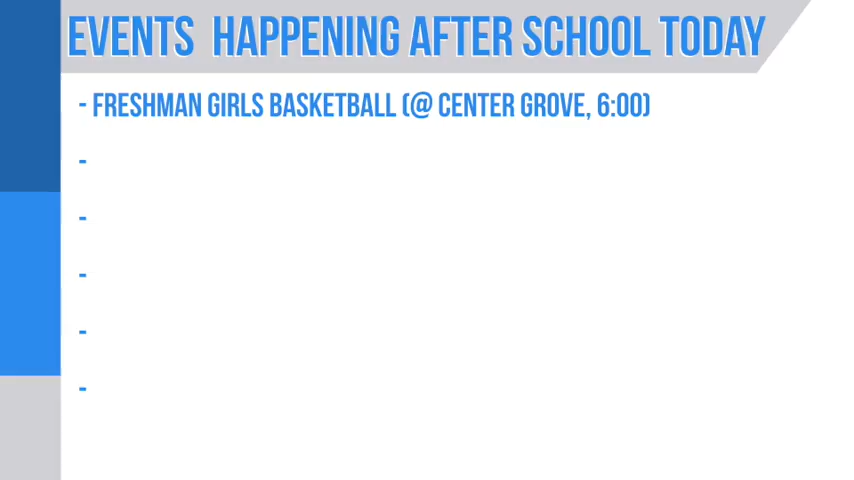 EVENTS HAPPENING AFTER SCHOOL TODAY
- FRESHMAN GIRLS BASKETBALL (@ CENTER GROVE, 6:00)
-
-
-
-
-